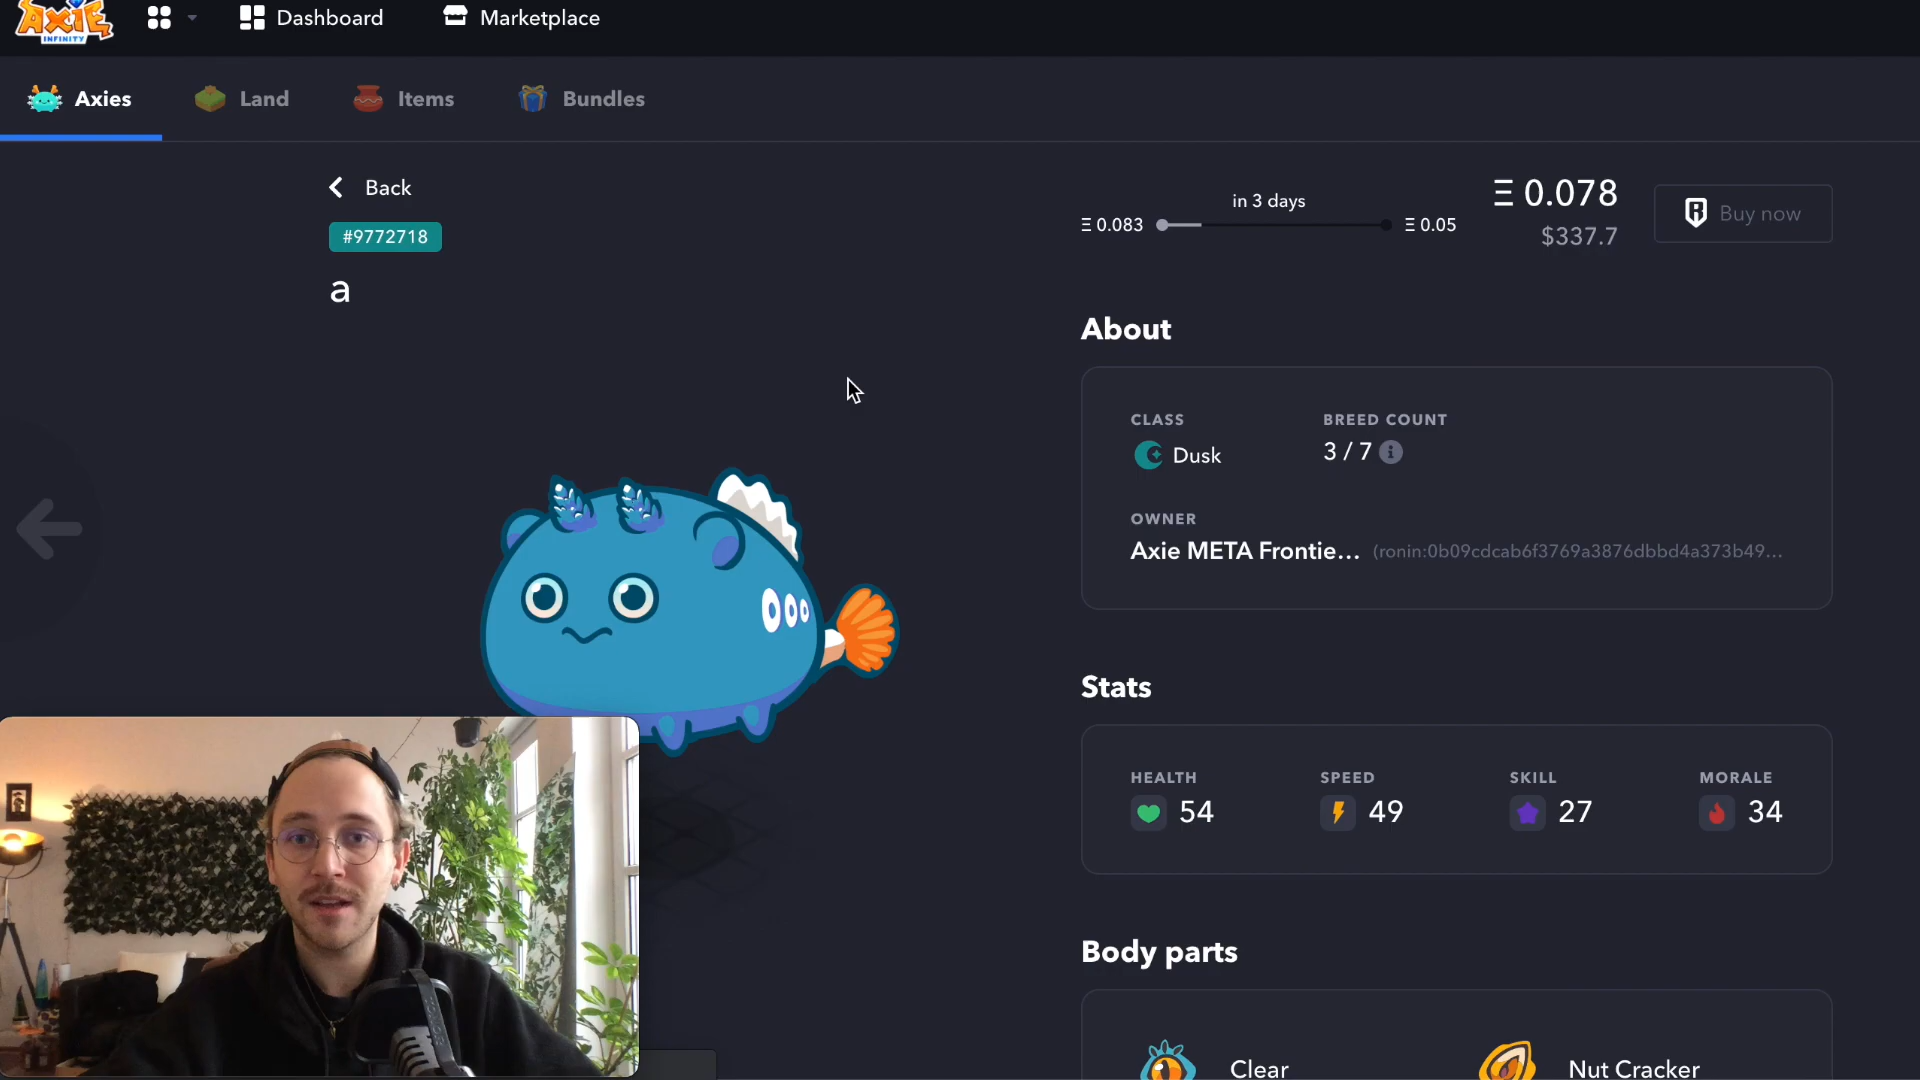 AXIE
INFINITY
Dashboard
Marketplace
Axies
Land
Items
Bundles
Back
#9772718
a
in 3 days
Ξ 0.083
Ξ 0.05
Ξ 0.078
$337.7
Buy now
About
CLASS
BREED COUNT
Dusk
3 / 7
OWNER
Axie META Frontie... (ronin:0b09cdcab6f3769a3876dbbd4a373b49...
Stats
HEALTH
SPEED
SKILL
MORALE
54
49
27
34
Body parts
Clear
Nut Cracker